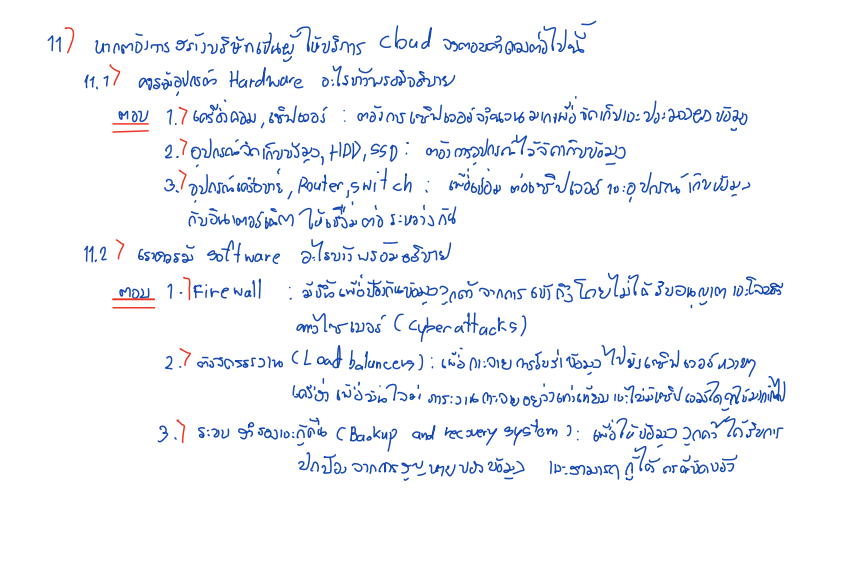 11) หากต้องการสร้างบริษัทเป็นผู้ให้บริการ Cloud จงตอบคำถามต่อไปนี้
11.1) ควรมีอุปกรณ์ Hardware อะไรบ้างพร้อมอธิบาย
ตอบ 1.) เครื่องคอม, เซิฟเวอร์ : ต้องการเซิฟเวอร์จำนวนมากเพื่อจัดเก็บและประมวลผลข้อมูล
2.) อุปกรณ์จัดเก็บข้อมูล, HDD, SSD : ต้องการอุปกรณ์ไว้จัดเก็บข้อมูล
3.) อุปกรณ์เครือข่าย, Router, switch : เพื่อเชื่อมต่อเซิฟเวอร์และอุปกรณ์เก็บข้อมูล
กับอินเตอร์เน็ตา ให้เชื่อมต่อระหว่างกัน
11.2) เราควรมี software อะไรบ้างพร้อมอธิบาย
ตอบ 1.) Firewall : มีขึ้นเพื่อป้องกันข้อมูลลูกค้าจากการเข้าถึงโดยไม่ได้รับอนุญาตและโจมตี
ทางไซเบอร์ (Cyber attacks)
2.) ตัวจัดการงาน (Load balancers) : เพื่อกระจายการรับส่งข้อมูลไปยังเซิฟเวอร์หลายๆ
เครื่อง เพื่อมั่นใจว่าภาระงานกระจายอย่างเท่าเทียมและไม่มีเซิฟเวอร์ใดถูกใช้มากเกินไป
3.) ระบบสำรองและกู้คืน (Backup and recovery system) : เพื่อให้ข้อมูลลูกค้าได้รับการ
ปกป้องจากการสูญหายของข้อมูล และสามารถกู้ได้กรณีขัดข้อง